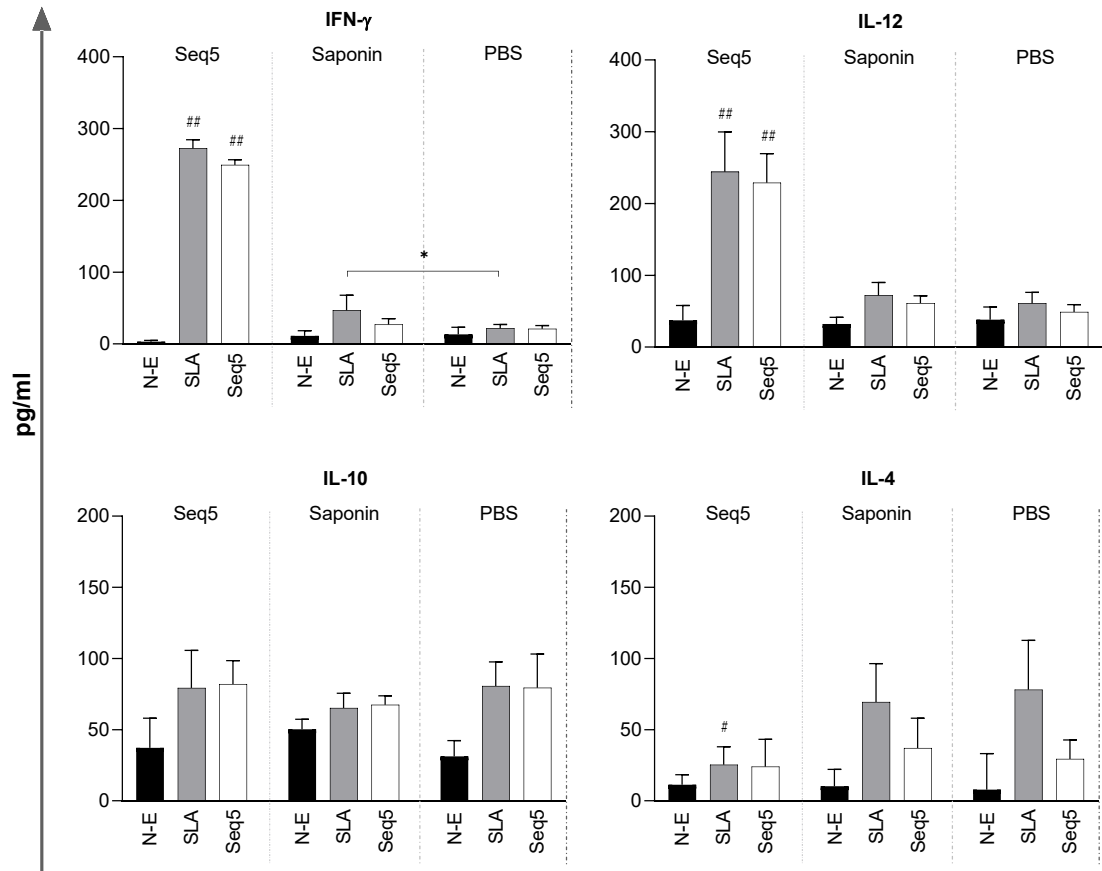 IFN-γ
Seq5 Saponin PBS
400
300
200
100
0
## ##
*
N-E SLA Seq5 N-E SLA Seq5 N-E SLA Seq5
IL-12
Seq5 Saponin PBS
400
300
200
100
0
## ##
N-E SLA Seq5 N-E SLA Seq5 N-E SLA Seq5
pg/ml
IL-10
Seq5 Saponin PBS
200
150
100
50
0
N-E SLA Seq5 N-E SLA Seq5 N-E SLA Seq5
IL-4
Seq5 Saponin PBS
200
150
100
50
0
#
N-E SLA Seq5 N-E SLA Seq5 N-E SLA Seq5